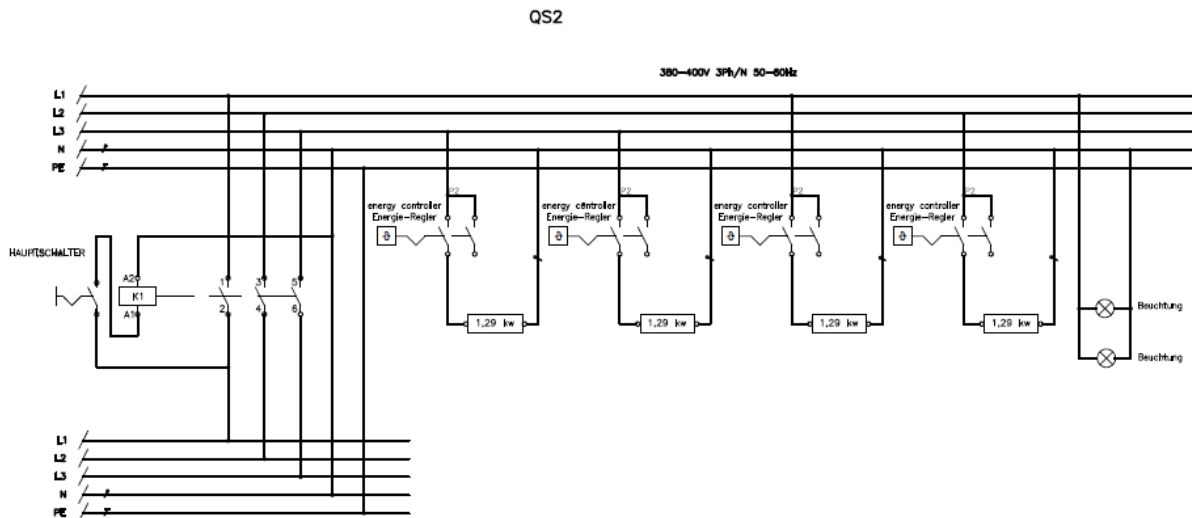 QS2
380-400V 3Ph/N 50-60Hz
L1
L2
L3
N
PE
P2
P2
P2
P2
energy controller
Energie-Regler
energy controller
Energie-Regler
energy controller
Energie-Regler
energy controller
Energie-Regler
ϑ
ϑ
ϑ
ϑ
HAUPTSCHALTER
A2
K1
A1
1
3
5
2
4
6
1,29 kw
1,29 kw
1,29 kw
1,29 kw
Beuchtung
Beuchtung
L1
L2
L3
N
PE